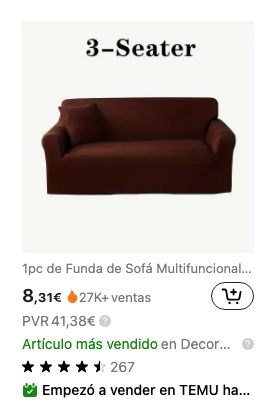 3-Seater
1pc de Funda de Sofá Multifuncional...
8,31€ 27K+ ventas
PVR 41,38€ ?
Artículo más vendido en Decor... ?
267
Empezó a vender en TEMU ha...